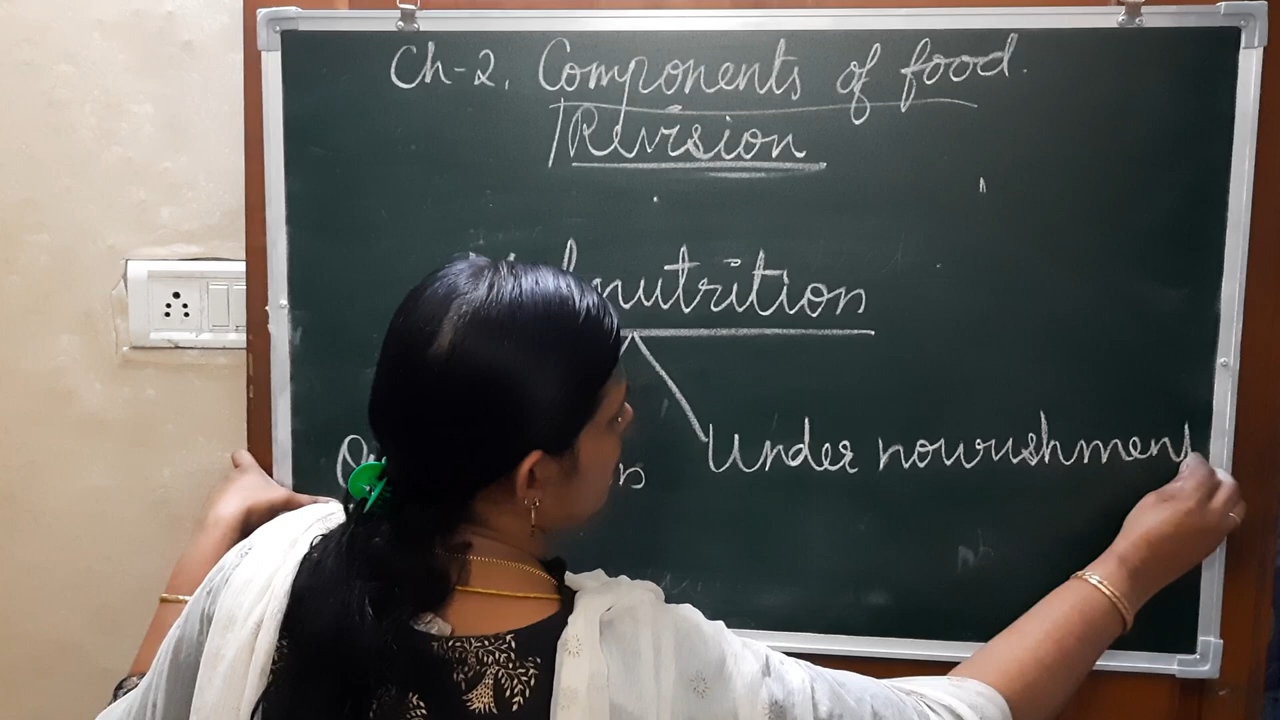 Ch-2. Components of food.
Revision
nutrition
Under nourishment